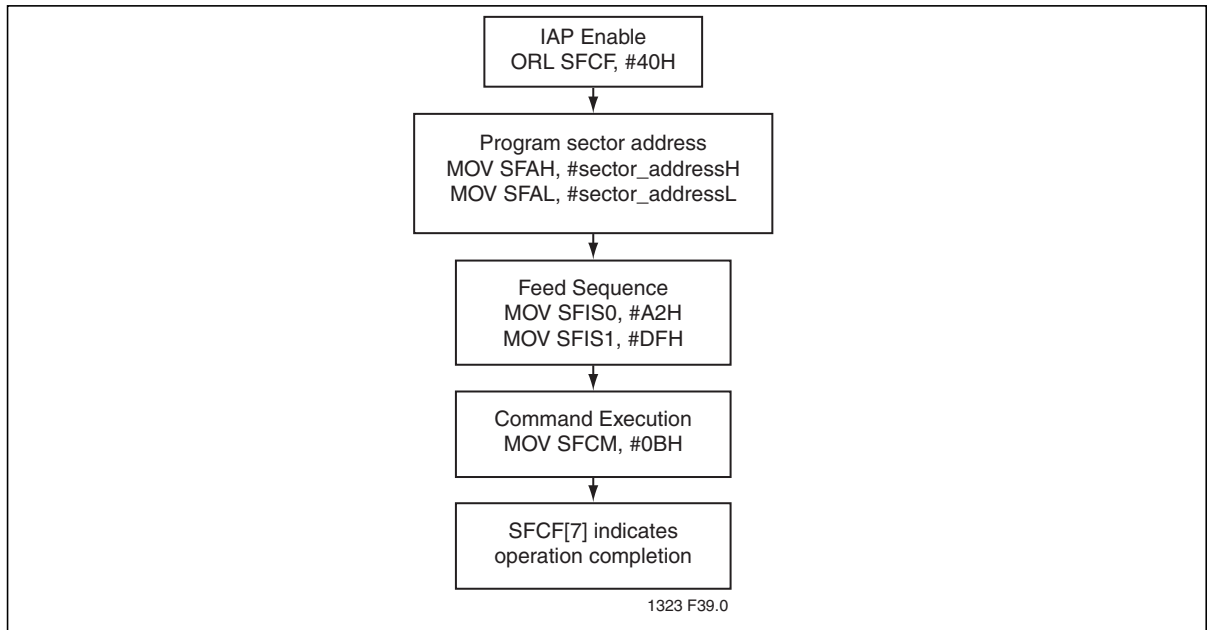 IAP Enable
ORL SFCF, #40H
Program sector address
MOV SFAH, #sector_addressH
MOV SFAL, #sector_addressL
Feed Sequence
MOV SFIS0, #A2H
MOV SFIS1, #DFH
Command Execution
MOV SFCM, #0BH
SFCF[7] indicates
operation completion
1323 F39.0